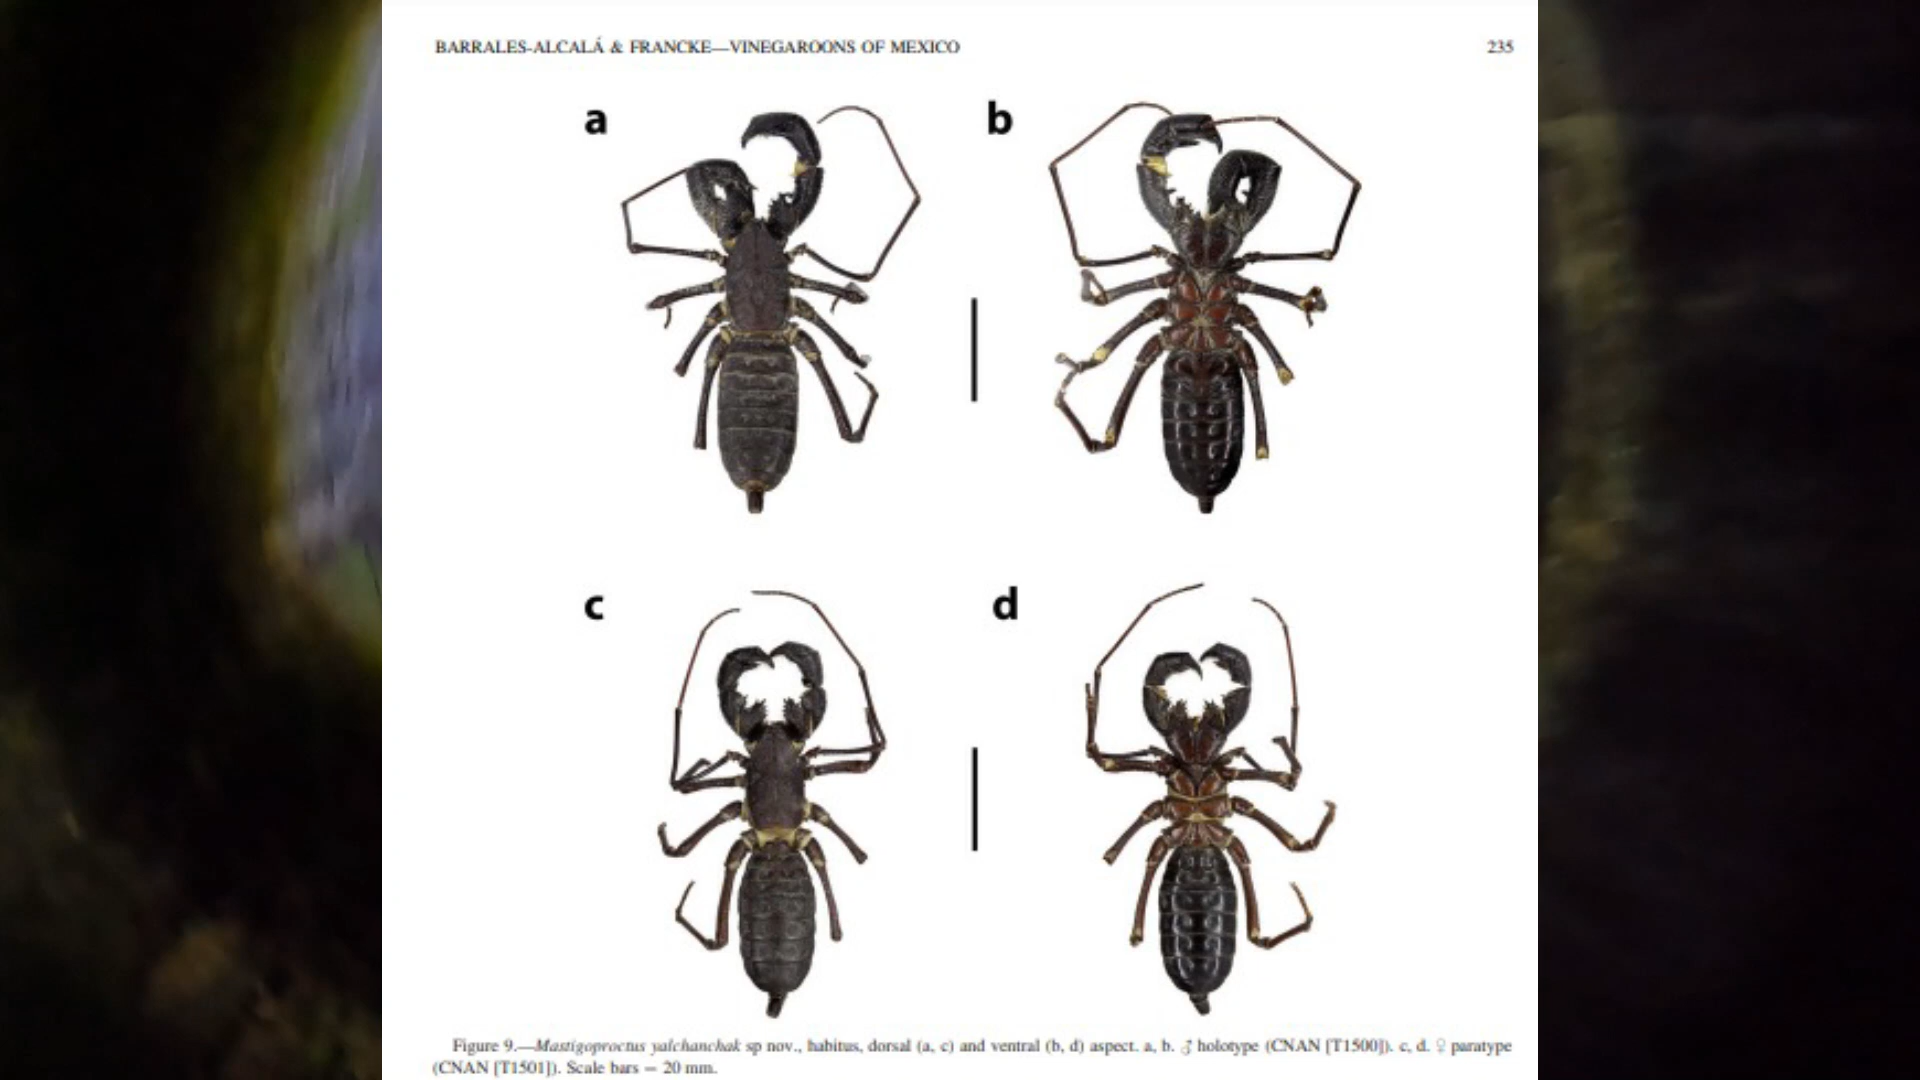 BARRALES-ALCALÁ & FRANCKE—VINEGAROONS OF MEXICO 235
a b
c d
Figure 9.—Mastigoproctus yalchanchak sp nov., habitus, dorsal (a, c) and ventral (b, d) aspect. a, b. ♂ holotype (CNAN [T1500]). c, d. ♀ paratype
(CNAN [T1501]). Scale bars = 20 mm.